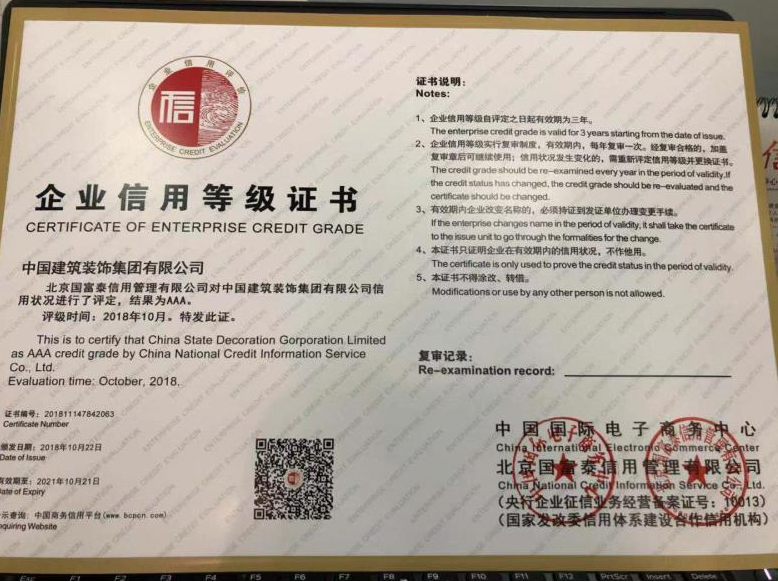 企业信用评价
信
ENTERPRISE CREDIT EVALUATION
企业信用等级证书
CERTIFICATE OF ENTERPRISE CREDIT GRADE
中国建筑装饰集团有限公司
北京国富泰信用管理有限公司对中国建筑装饰集团有限公司信
用状况进行了评定，结果为AAA。
评级时间：2018年10月。特发此证。
This is to certify that China State Decoration Gorporation Limited
as AAA credit grade by China National Credit Information Service
Co., Ltd.
Evaluation time: October, 2018.
证书编号：201811147842063
Certificate Number
颁发日期：2018年10月22日
Date of Issue
有效期至：2021年10月21日
ate of Expiry
示查询：中国商务信用平台(www.bcpcn.com)
nquiring Website
证书说明：
Notes:
1、企业信用等级自评定之日起有效期为三年。
The enterprise credit grade is valid for 3 years starting from the date of issue.
2、企业信用等级实行复审制度，有效期内，每年复审一次。经复审合格的，加盖
复审章后可继续使用；信用状况发生变化的，需重新评定信用等级并更换证书。
The credit grade should be re-examined every year in the period of validity.If
the credit status has changed, the credit grade should be re-evaluated and the
certificate should be changed.
3、有效期内企业改变名称的，必须持证到发证单位办理变更手续。
If the enterprise changes name in the period of validity, it shall take the certificate
to the issue unit to go through the formalities for the change.
4、本证书只证明企业在有效期内的信用状况，不作他用。
The certificate is only used to prove the credit status in the period of validity.
5、本证书不得涂改、转借。
Modifications or use by any other person is not allowed.
复审记录：
Re-examination record:
中国国际电子商务中心
China International Electronic Commerce Center
北京国富泰信用管理有限公司
China National Credit Information Service Co., Ltd.
(央行企业征信业务经营备案证号：10013)
(国家发改委信用体系建设合作信用机构)
Esc F1 F2 F3 F4 F5 F6 F7 F8 F9 F10 F11 F12 PrtScr Insert Delete